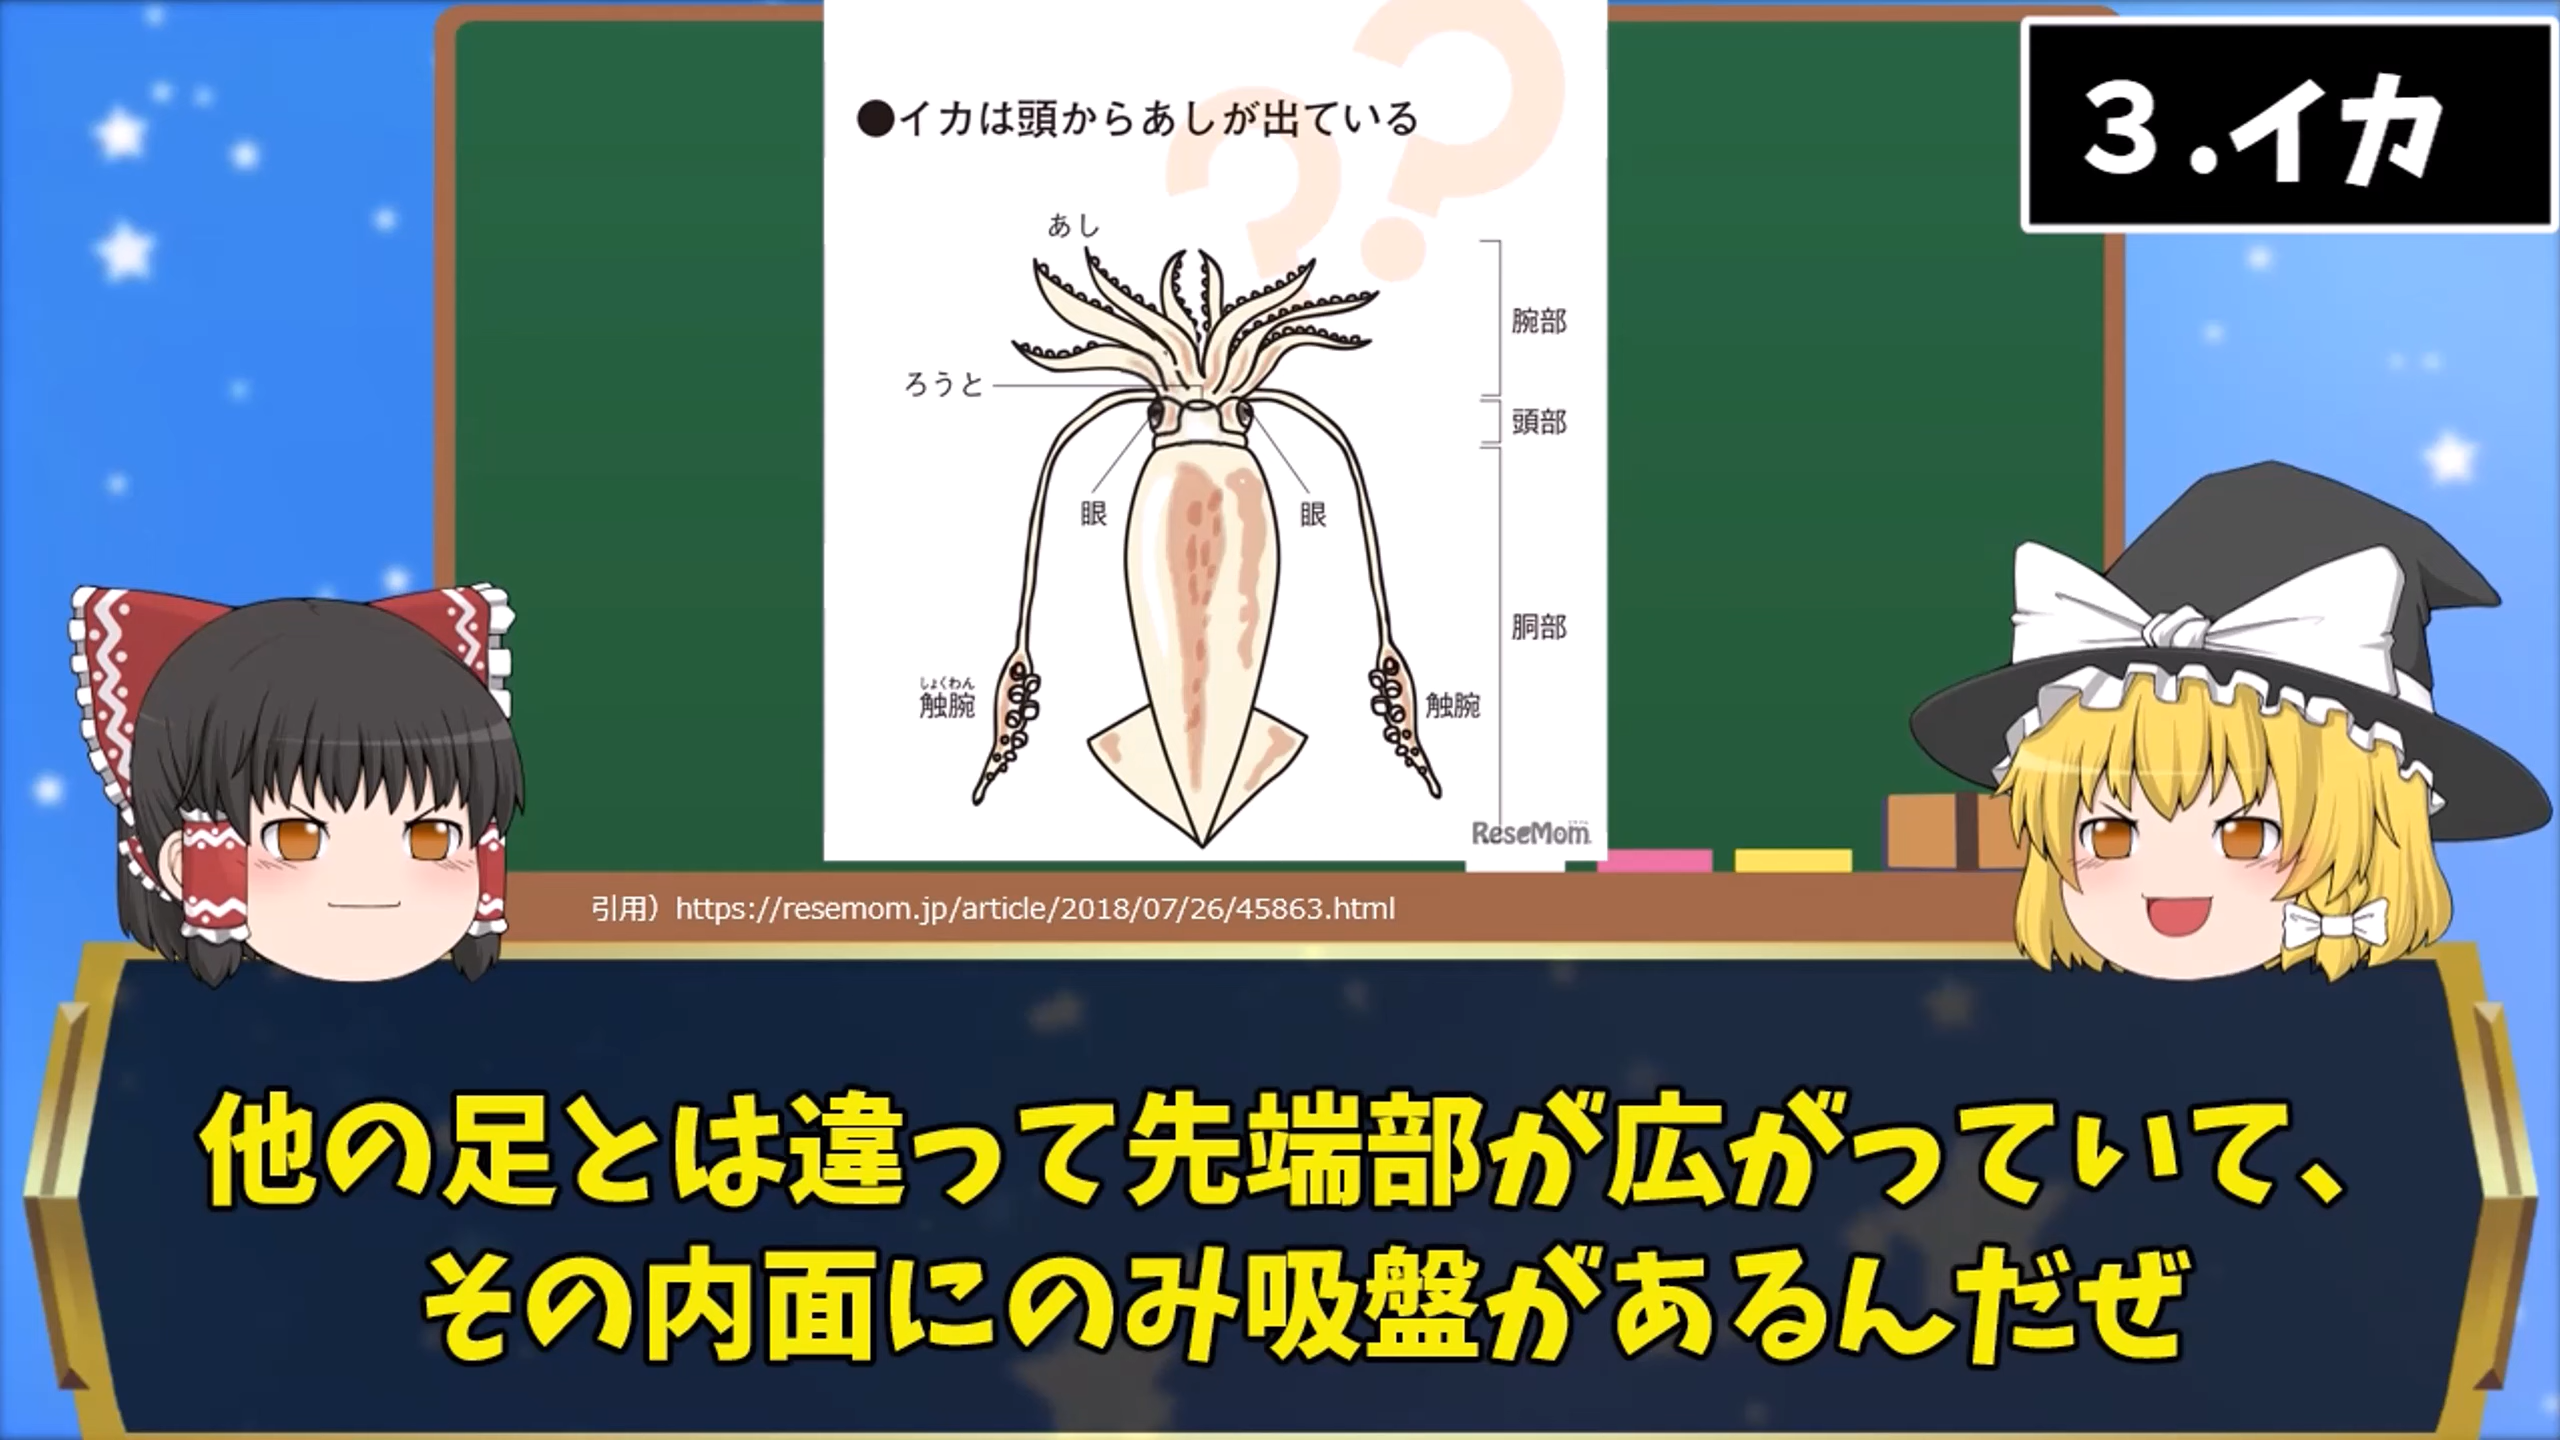 ３.イカ
●イカは頭からあしが出ている
あし
腕部
ろうと
頭部
眼
眼
胴部
しょくわん
触腕
触腕
ReseMom
引用）https://resemom.jp/article/2018/07/26/45863.html
他の足とは違って先端部が広がっていて、
その内面にのみ吸盤があるんだぜ